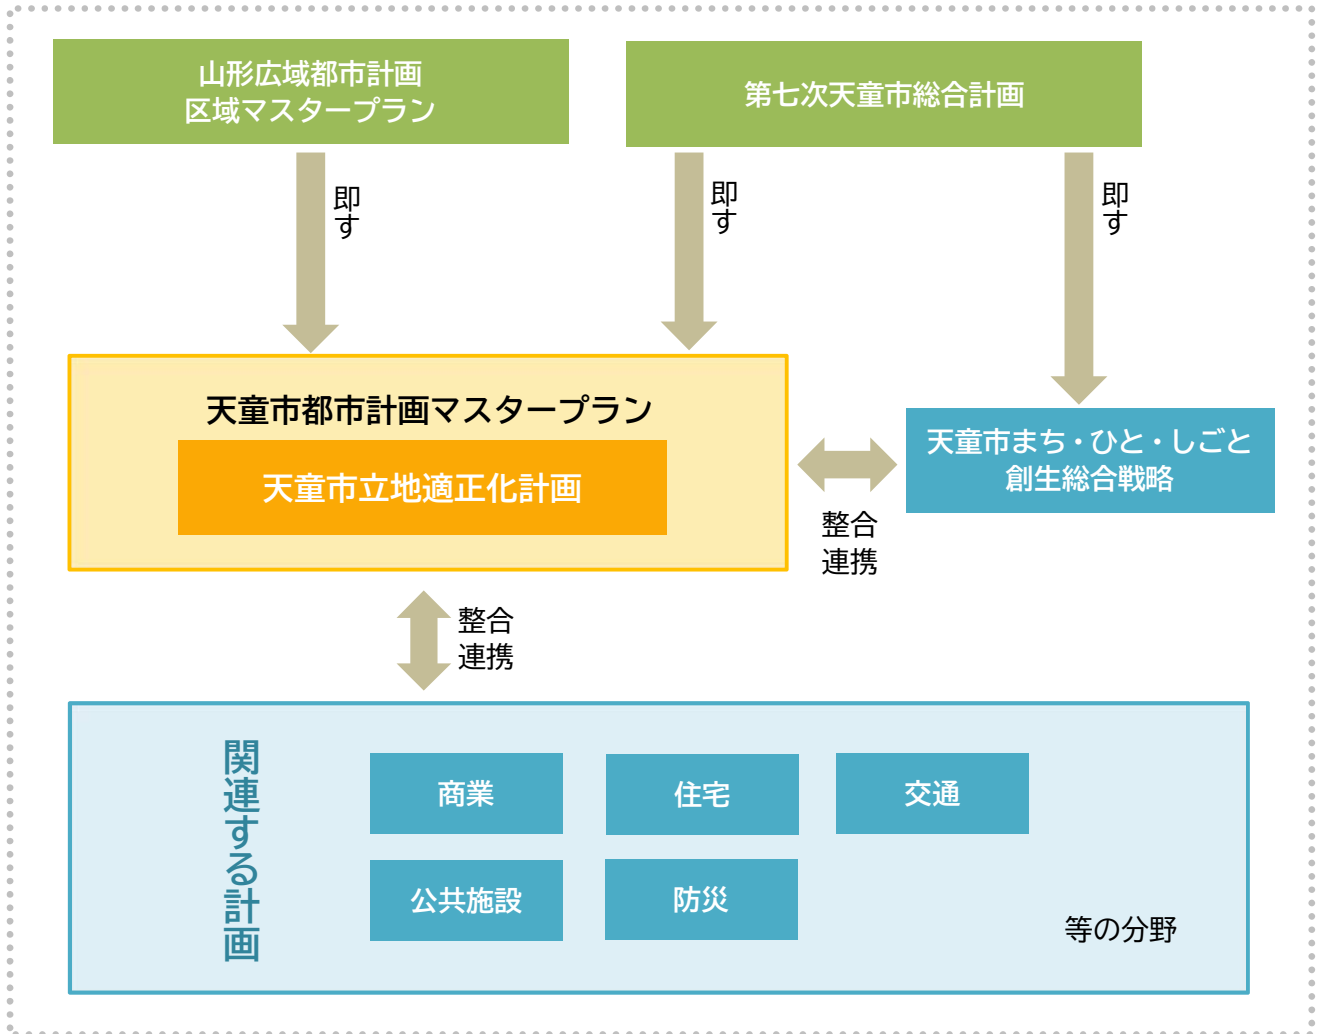 山形広域都市計画
区域マスタープラン
第七次天童市総合計画
即す
即す
即す
天童市都市計画マスタープラン
天童市立地適正化計画
天童市まち・ひと・しごと
創生総合戦略
整合
連携
整合
連携
関連する計画
商業
住宅
交通
公共施設
防災
等の分野